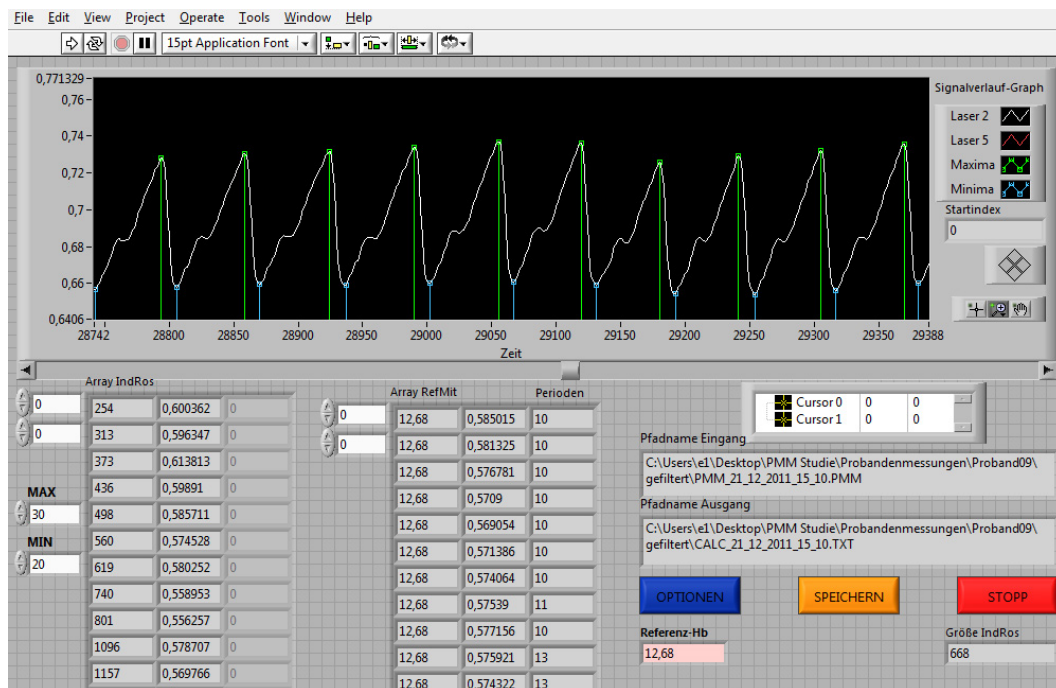 File Edit View Project Operate Tools Window Help
15pt Application Font
0,771329
0,76
0,74
0,72
0,7
0,68
0,66
0,6406
28742 28800 28850 28900 28950 29000 29050 29100 29150 29200 29250 29300 29388
Zeit
Signalverlauf-Graph
Laser 2
Laser 5
Maxima
Minima
Startindex
0
Array IndRos
0
0
254 0,600362 0
313 0,596347 0
373 0,613813 0
436 0,59891 0
498 0,585711 0
560 0,574528 0
619 0,580252 0
740 0,558953 0
801 0,556257 0
1096 0,578707 0
1157 0,569766 0
MAX
30
MIN
20
Array RefMit Perioden
0
0
12,68 0,585015 10
12,68 0,581325 10
12,68 0,576781 10
12,68 0,5709 10
12,68 0,569054 10
12,68 0,571386 10
12,68 0,574064 10
12,68 0,57539 11
12,68 0,577156 10
12,68 0,575921 13
12,68 0,574322 13
Cursor 0 0 0
Cursor 1 0 0
Pfadname Eingang
C:\Users\e1\Desktop\PMM Studie\Probandenmessungen\Proband09\
gefiltert\PMM_21_12_2011_15_10.PMM
Pfadname Ausgang
C:\Users\e1\Desktop\PMM Studie\Probandenmessungen\Proband09\
gefiltert\CALC_21_12_2011_15_10.TXT
OPTIONEN SPEICHERN STOPP
Referenz-Hb
12,68
Größe IndRos
668